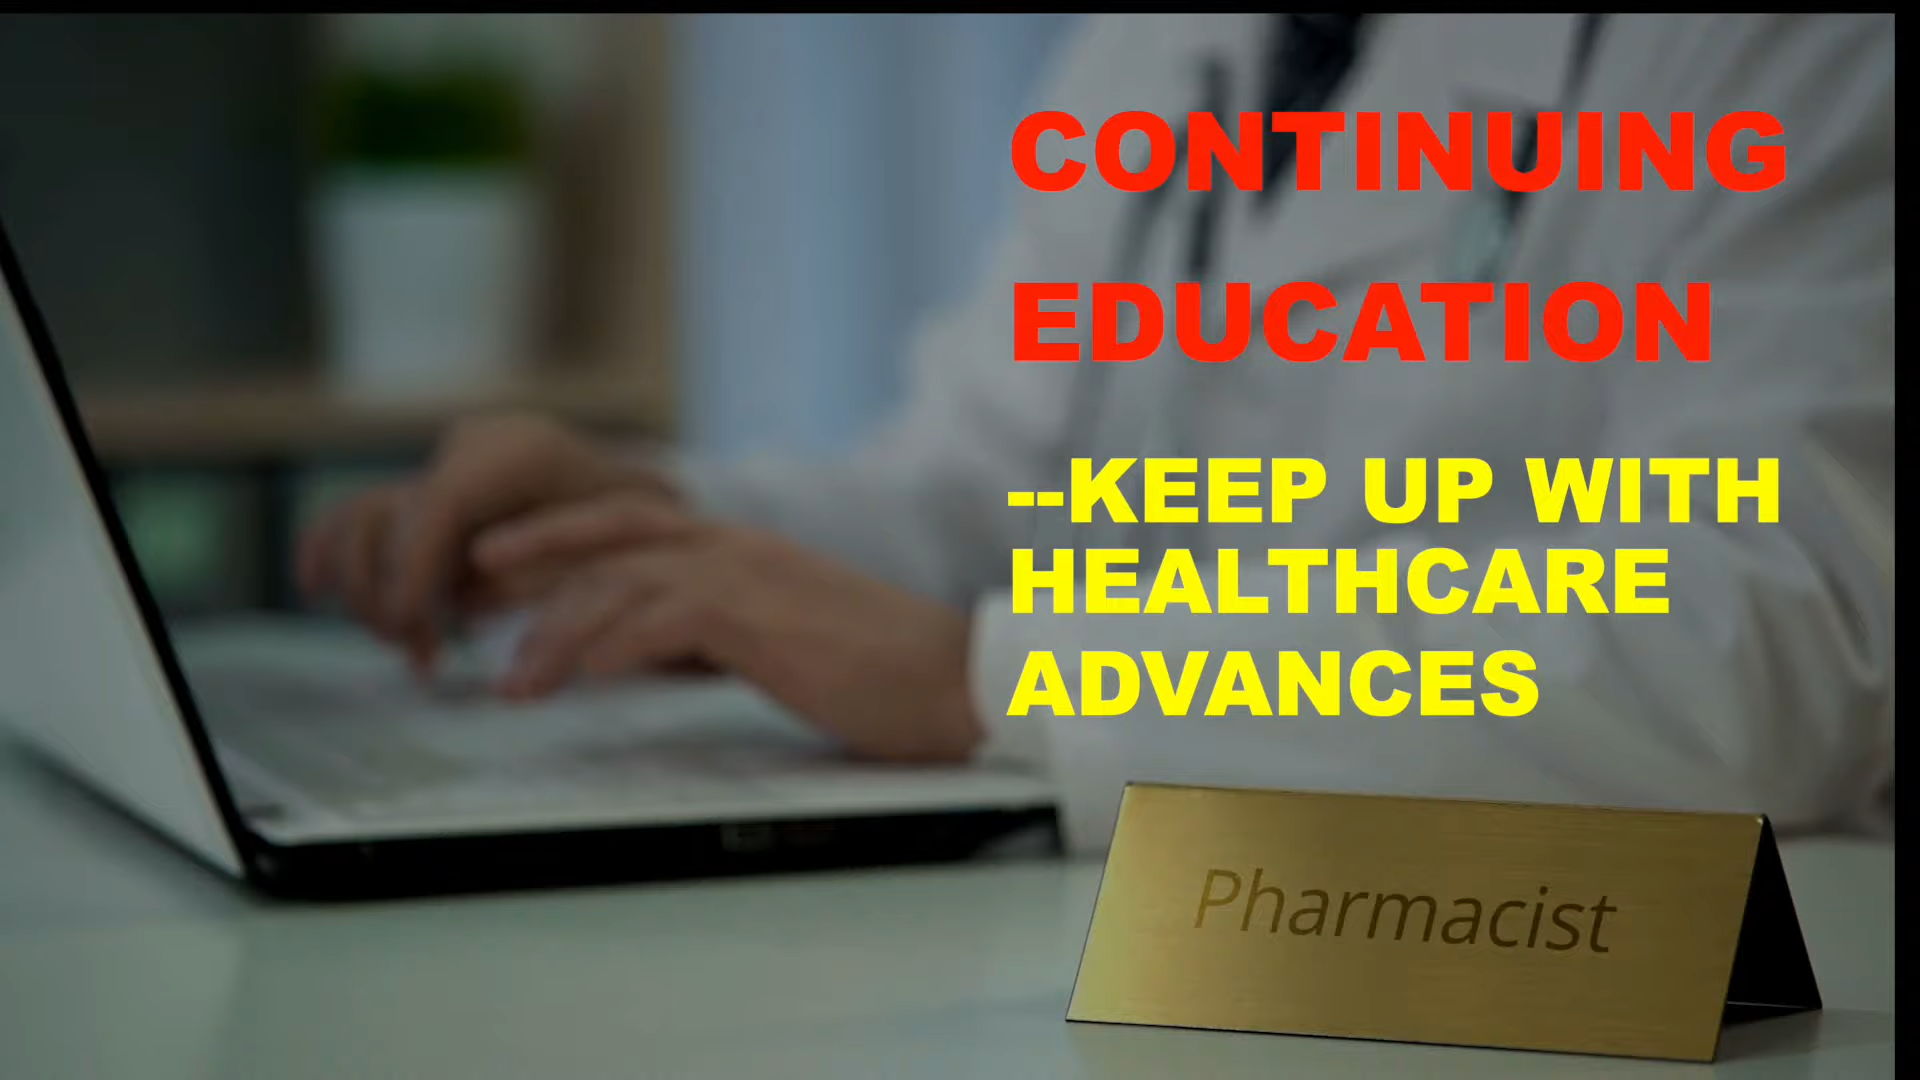 CONTINUING
EDUCATION
--KEEP UP WITH
HEALTHCARE
ADVANCES
Pharmacist